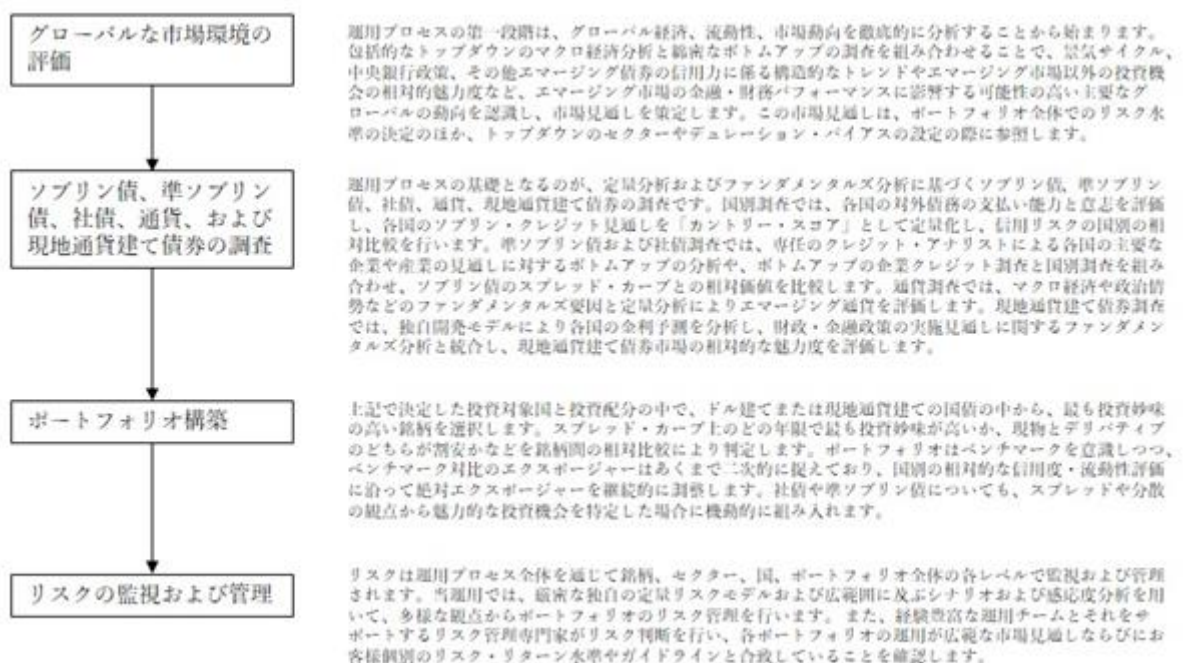 グローバルな市場環境の
評価
運用プロセスの第一段階は、グローバル経済、流動性、市場動向を徹底的に分析することから始まります。
包括的なトップダウンのマクロ経済分析と綿密なボトムアップの調査を組み合わせることで、景気サイクル、
中央銀行政策、その他エマージング債券の信用力に係る構造的なトレンドやエマージング市場以外の投資機
会の相対的魅力度など、エマージング市場の金融・財務パフォーマンスに影響する可能性の高い主要なグ
ローバルの動向を認識し、市場見通しを策定します。この市場見通しは、ポートフォリオ全体でのリスク水
準の決定のほか、トップダウンのセクターやデュレーション・バイアスの設定の際に参照します。
ソブリン債、準ソブリン
債、社債、通貨、および
現地通貨建て債券の調査
運用プロセスの基礎となるのが、定量分析およびファンダメンタルズ分析に基づくソブリン債、準ソブリン
債、社債、通貨、現地通貨建て債券の調査です。国別調査では、各国の対外債務の支払い能力と意志を評価
し、各国のソブリン・クレジット見通しを「カントリー・スコア」として定量化し、信用リスクの国別の相
対比較を行います。準ソブリン債および社債調査では、専任のクレジット・アナリストによる各国の主要な
企業や産業の見通しに対するボトムアップの分析や、ボトムアップの企業クレジット調査と国別調査を組み
合わせ、ソブリン債のスプレッド・カーブとの相対価値を比較します。通貨調査では、マクロ経済や政治情
勢などのファンダメンタルズ要因と定量分析によりエマージング通貨を評価します。現地通貨建て債券調査
では、独自開発モデルにより各国の金利予測を分析し、財政・金融政策の実施見通しに関するファンダメン
タルズ分析と統合し、現地通貨建て債券市場の相対的な魅力度を評価します。
ポートフォリオ構築
上記で決定した投資対象国と投資配分の中で、ドル建てまたは現地通貨建ての国債の中から、最も投資妙味
の高い銘柄を選択します。スプレッド・カーブ上のどの年限で最も投資妙味が高いか、現物とデリバティブ
のどちらが割安かなどを銘柄間の相対比較により判定します。ポートフォリオはベンチマークを意識しつつ、
ベンチマーク対比のエクスポージャーはあくまで二次的に捉えており、国別の相対的な信用度・流動性評価
に沿って絶対エクスポージャーを継続的に調整します。社債や準ソブリン債についても、スプレッドや分散
の観点から魅力的な投資機会を特定した場合に機動的に組み入れます。
リスクの監視および管理
リスクは運用プロセス全体を通じて銘柄、セクター、国、ポートフォリオ全体の各レベルで監視および管理
されます。当運用では、厳密な独自の定量リスクモデルおよび広範囲に及ぶシナリオおよび感応度分析を用
いて、多様な観点からポートフォリオのリスク管理を行います。また、経験豊富な運用チームとそれをサ
ポートするリスク管理専門家がリスク判断を行い、各ポートフォリオの運用が広範な市場見通しならびにお
客様個別のリスク・リターン水準やガイドラインと合致していることを確認します。